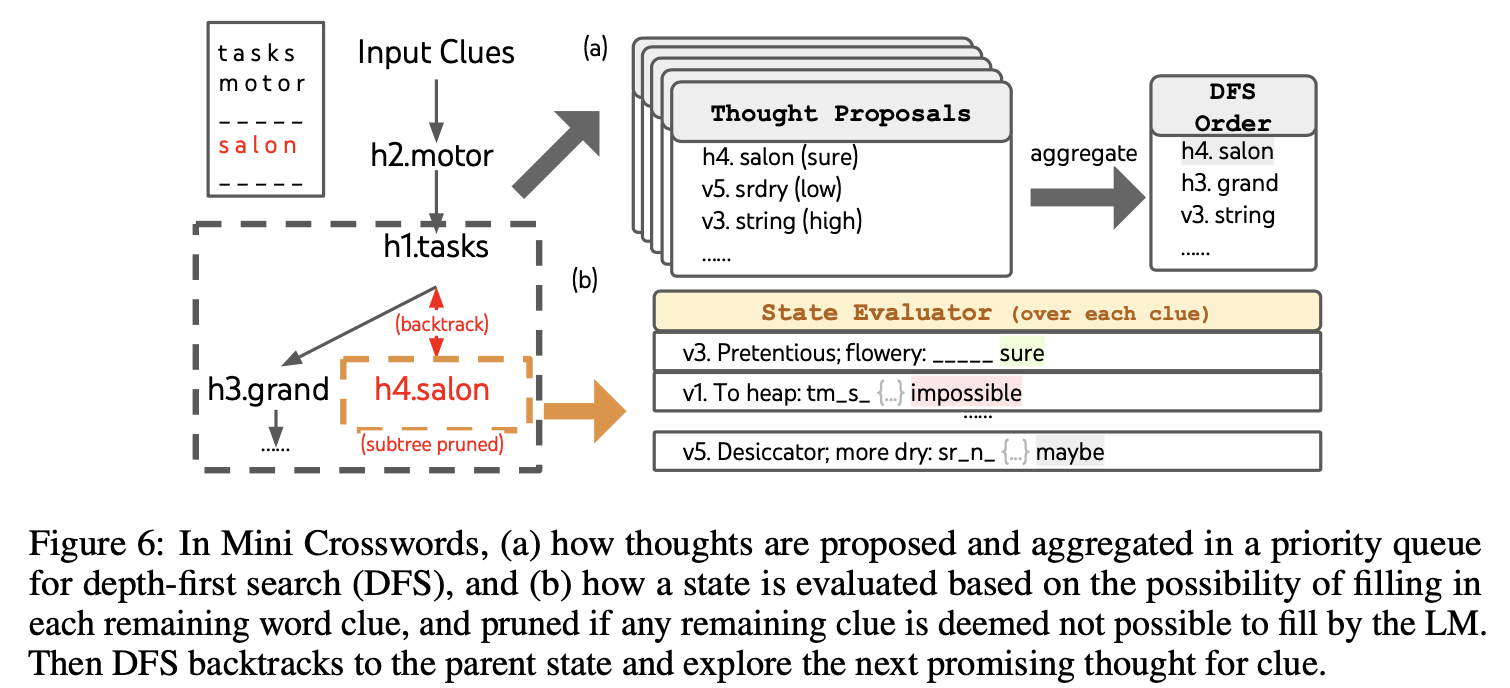 tasks
motor
_____
salon
_____
Input Clues
h2.motor
h1.tasks
(backtrack)
h3.grand
h4.salon
......
(subtree pruned)
(a)
Thought Proposals
h4. salon (sure)
v5. srdry (low)
v3. string (high)
......
aggregate
DFS
Order
h4. salon
h3. grand
v3. string
......
(b)
State Evaluator (over each clue)
v3. Pretentious; flowery: _____ sure
v1. To heap: tm_s_ {...} impossible
......
v5. Desiccator; more dry: sr_n_ {...} maybe
Figure 6: In Mini Crosswords, (a) how thoughts are proposed and aggregated in a priority queue
for depth-first search (DFS), and (b) how a state is evaluated based on the possibility of filling in
each remaining word clue, and pruned if any remaining clue is deemed not possible to fill by the LM.
Then DFS backtracks to the parent state and explore the next promising thought for clue.